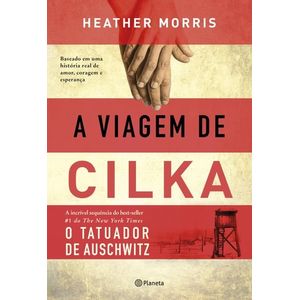 HEATHER MORRIS
Baseado em uma
história real de
amor, coragem e
esperança
A VIAGEM DE
CILKA
A incrível sequência do best-seller
#1 do The New York Times
O TATUADOR
DE AUSCHWITZ
Planeta